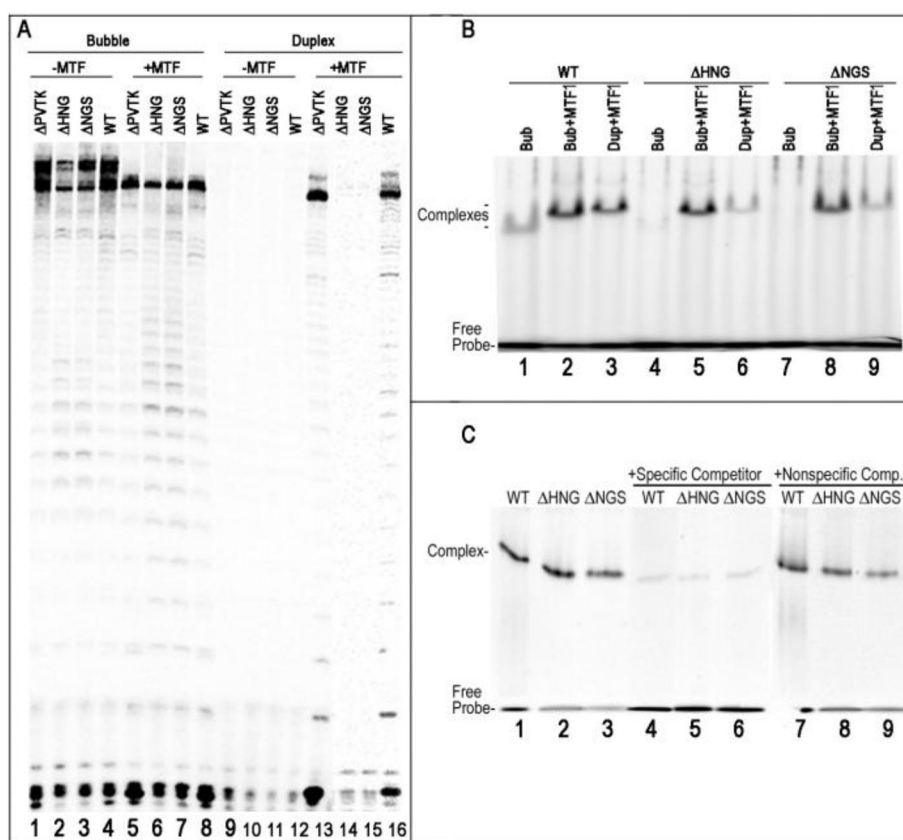 A
Bubble Duplex
-MTF +MTF -MTF +MTF
ΔPVTK ΔHNG ΔNGS WT ΔPVTK ΔHNG ΔNGS WT ΔPVTK ΔHNG ΔNGS WT ΔPVTK ΔHNG ΔNGS WT
1 2 3 4 5 6 7 8 9 10 11 12 13 14 15 16
B
WT ΔHNG ΔNGS
Bub Bub+MTF1 Dup+MTF1 Bub Bub+MTF1 Dup+MTF1 Bub Bub+MTF1 Dup+MTF1
Complexes
Free
Probe-
1 2 3 4 5 6 7 8 9
C
+Specific Competitor +Nonspecific Comp.
WT ΔHNG ΔNGS WT ΔHNG ΔNGS WT ΔHNG ΔNGS
Complex-
Free
Probe-
1 2 3 4 5 6 7 8 9